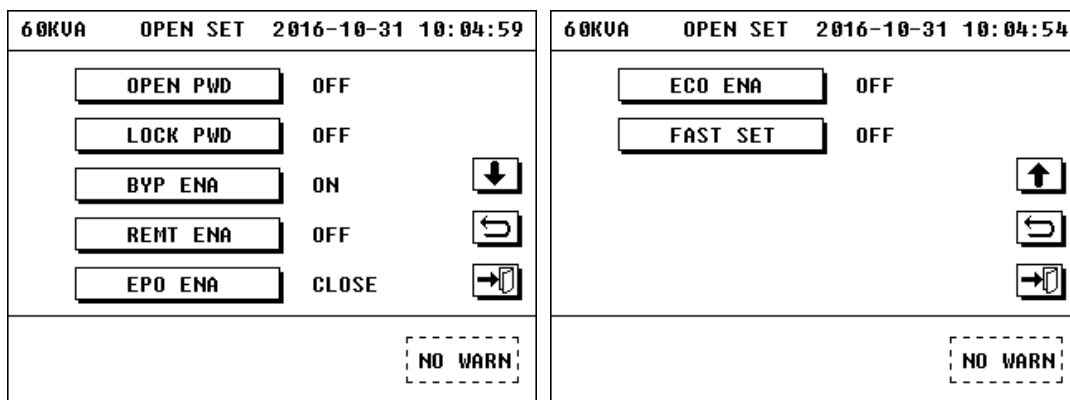 60KVA OPEN SET 2016-10-31 10:04:59
OPEN PWD OFF
LOCK PWD OFF
BYP ENA ON
REMT ENA OFF
EPO ENA CLOSE
NO WARN
60KVA OPEN SET 2016-10-31 10:04:54
ECO ENA OFF
FAST SET OFF
NO WARN